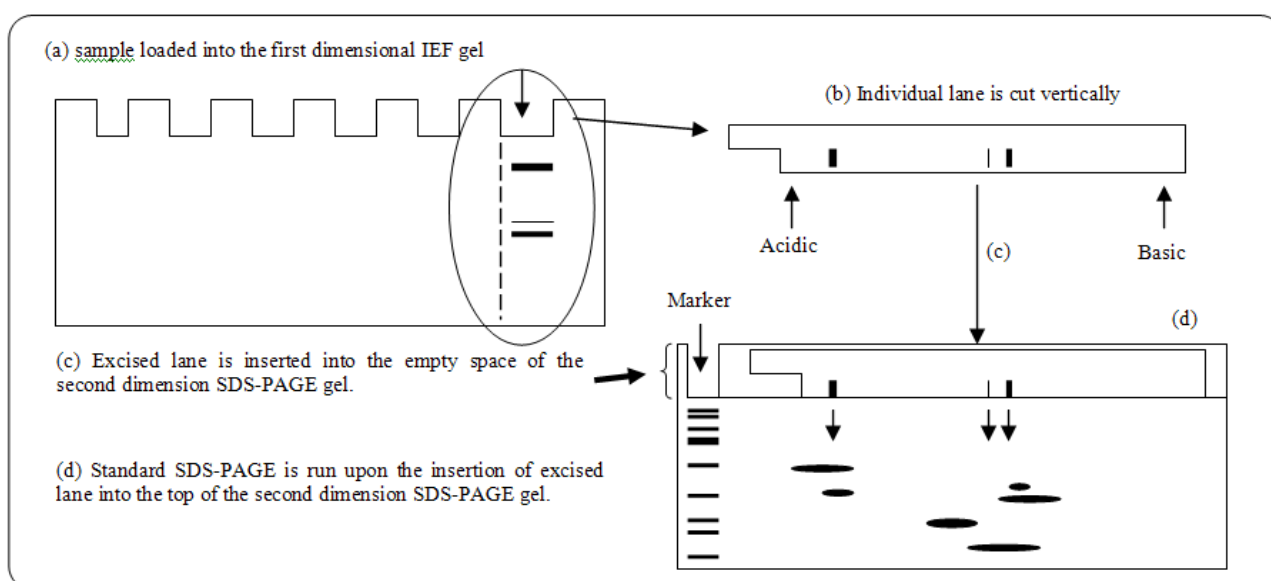 (a) sample loaded into the first dimensional IEF gel
(b) Individual lane is cut vertically
Acidic
Basic
(c)
Marker
(d)
(c) Excised lane is inserted into the empty space of the
second dimension SDS-PAGE gel.
(d) Standard SDS-PAGE is run upon the insertion of excised
lane into the top of the second dimension SDS-PAGE gel.